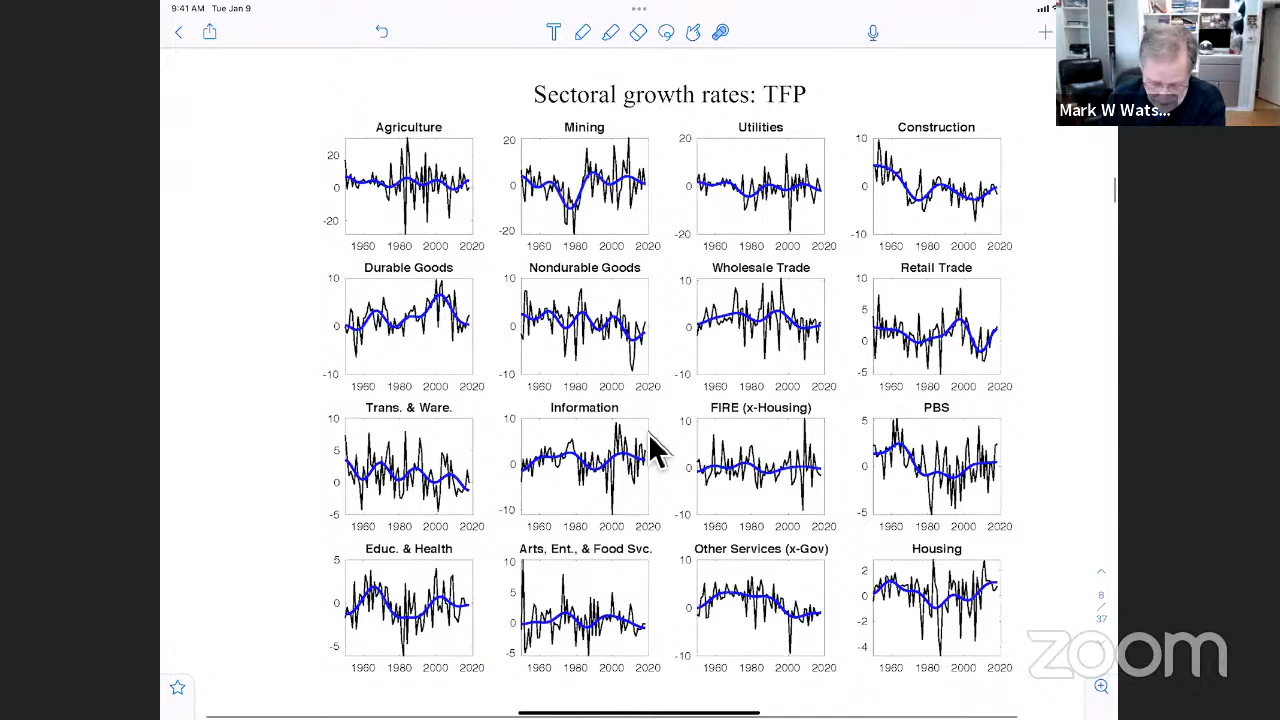 9:41 AM Tue Jan 9
Mark W Wats...
Sectoral growth rates: TFP
Agriculture Mining Utilities Construction
20 0 -20 1960 1980 2000 2020
20 0 -20 1960 1980 2000 2020
20 0 -20 1960 1980 2000 2020
10 0 -10 1960 1980 2000 2020
Durable Goods Nondurable Goods Wholesale Trade Retail Trade
10 0 -10 1960 1980 2000 2020
10 0 -10 1960 1980 2000 2020
10 0 -10 1960 1980 2000 2020
10 5 0 -5 1960 1980 2000 2020
Trans. & Ware. Information FIRE (x-Housing) PBS
10 5 0 -5 1960 1980 2000 2020
10 0 -10 1960 1980 2000 2020
10 0 -10 1960 1980 2000 2020
5 0 -5 1960 1980 2000 2020
Educ. & Health Arts, Ent., & Food Svc. Other Services (x-Gov) Housing
5 0 -5 1960 1980 2000 2020
10 5 0 -5 1960 1980 2000 2020
10 0 -10 1960 1980 2000 2020
2 0 -2 -4 1960 1980 2000 2020
8
/
37
zoom